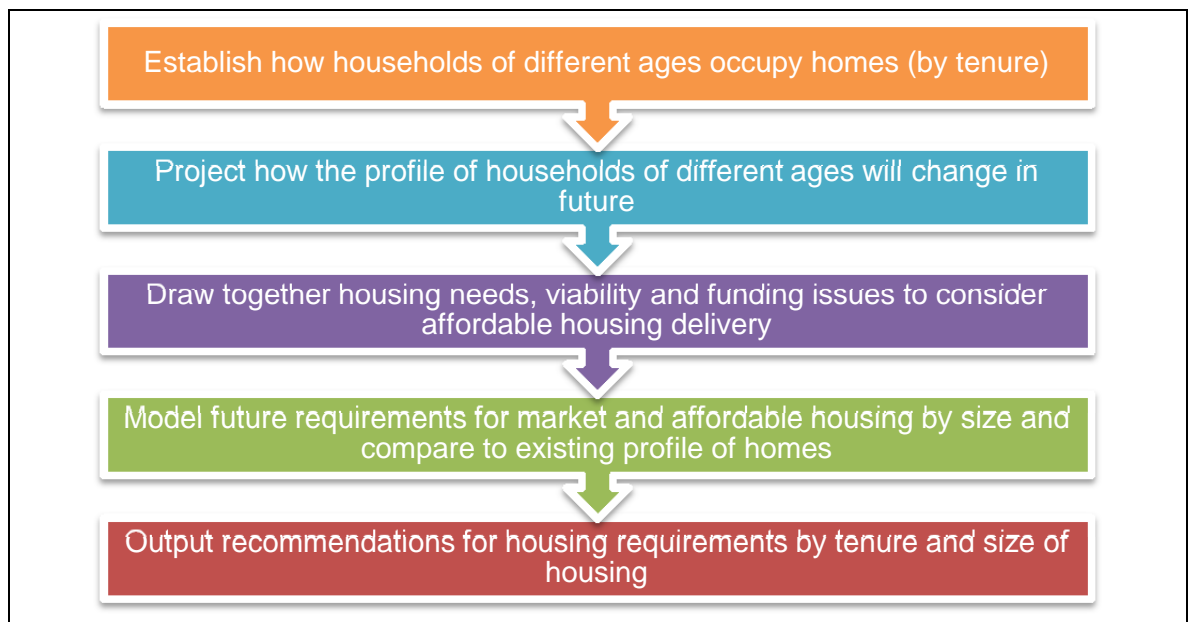 Establish how households of different ages occupy homes (by tenure)
Project how the profile of households of different ages will change in
future
Draw together housing needs, viability and funding issues to consider
affordable housing delivery
Model future requirements for market and affordable housing by size and
compare to existing profile of homes
Output recommendations for housing requirements by tenure and size of
housing